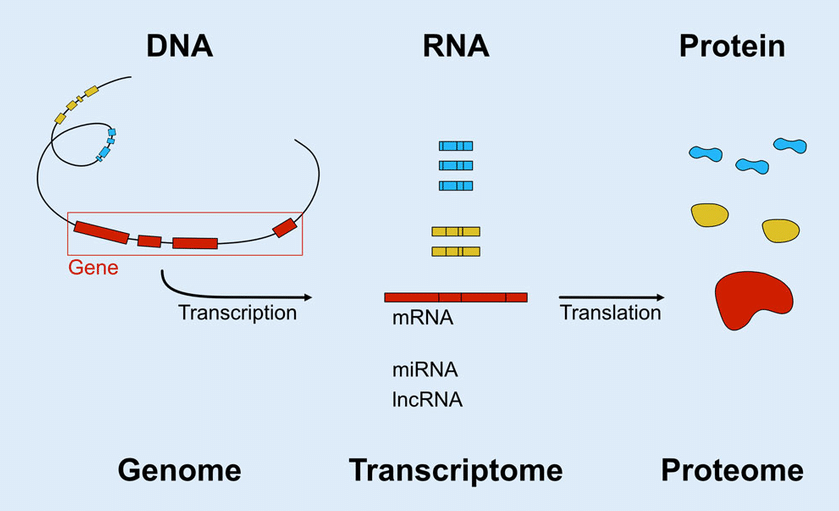 DNA
RNA
Protein
Gene
Transcription
mRNA
Translation
miRNA
lncRNA
Genome
Transcriptome
Proteome